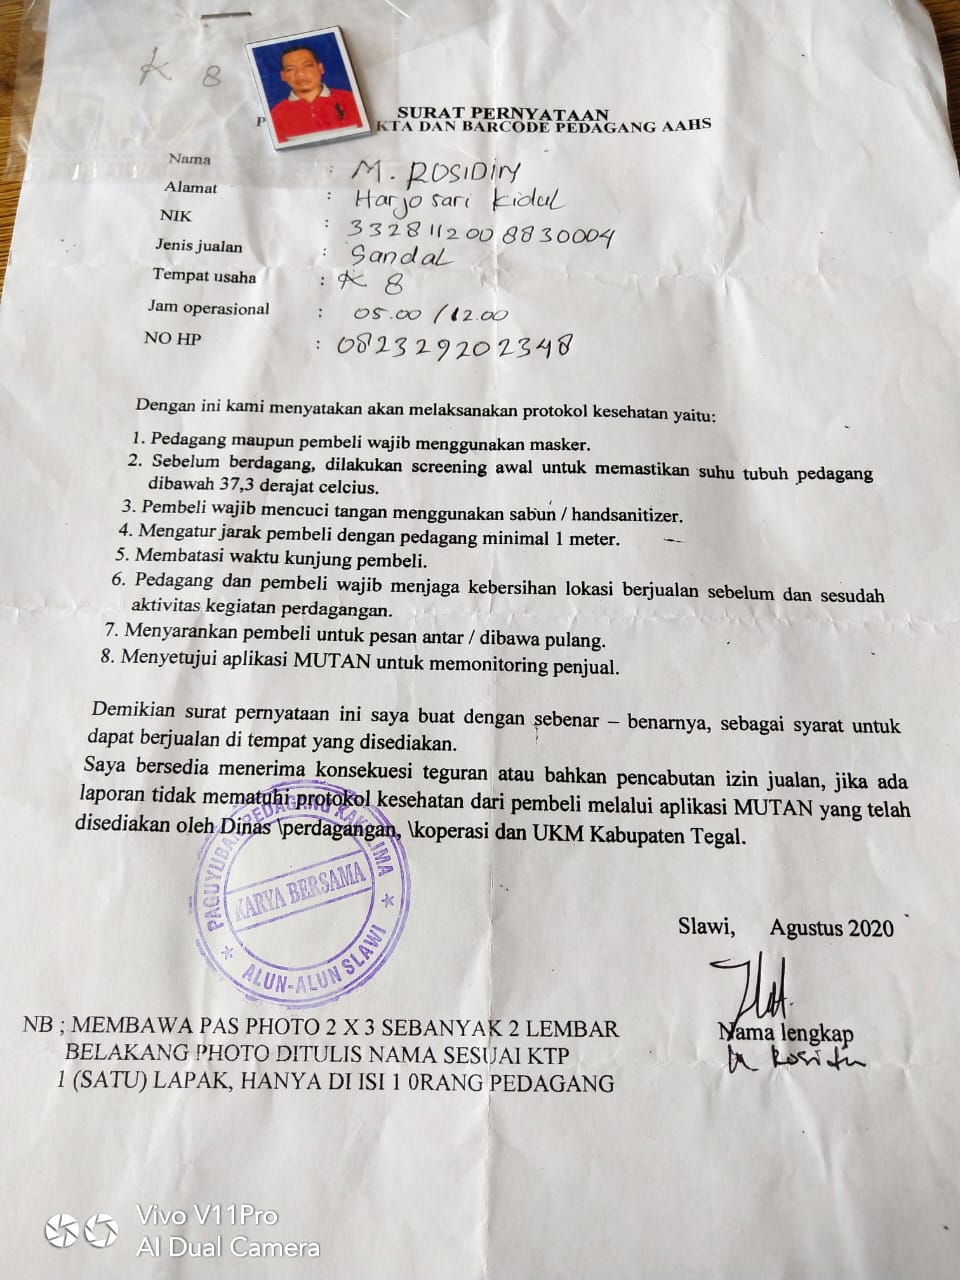 K 8
SURAT PERNYATAAN
KTA DAN BARCODE PEDAGANG AAHS
Nama : M. ROSIDIN
Alamat : Harjosari Kidul
NIK : 3328112008830004
Jenis jualan : Sandal
Tempat usaha : K 8
Jam operasional : 05.00 / 12.00
NO HP : 082329202348
Dengan ini kami menyatakan akan melaksanakan protokol kesehatan yaitu:
1. Pedagang maupun pembeli wajib menggunakan masker.
2. Sebelum berdagang, dilakukan screening awal untuk memastikan suhu tubuh pedagang
dibawah 37,3 derajat celcius.
3. Pembeli wajib mencuci tangan menggunakan sabun / handsanitizer.
4. Mengatur jarak pembeli dengan pedagang minimal 1 meter.
5. Membatasi waktu kunjung pembeli.
6. Pedagang dan pembeli wajib menjaga kebersihan lokasi berjualan sebelum dan sesudah
aktivitas kegiatan perdagangan.
7. Menyarankan pembeli untuk pesan antar / dibawa pulang.
8. Menyetujui aplikasi MUTAN untuk memonitoring penjual.
Demikian surat pernyataan ini saya buat dengan sebenar – benarnya, sebagai syarat untuk
dapat berjualan di tempat yang disediakan.
Saya bersedia menerima konsekuesi teguran atau bahkan pencabutan izin jualan, jika ada
laporan tidak mematuhi protokol kesehatan dari pembeli melalui aplikasi MUTAN yang telah
disediakan oleh Dinas \perdagangan, \koperasi dan UKM Kabupaten Tegal.
PAGUYUBAN PEDAGANG KAKI LIMA
KARYA BERSAMA
ALUN-ALUN SLAWI
Slawi, Agustus 2020
Nama lengkap
NB ; MEMBAWA PAS PHOTO 2 X 3 SEBANYAK 2 LEMBAR
BELAKANG PHOTO DITULIS NAMA SESUAI KTP
1 (SATU) LAPAK, HANYA DI ISI 1 0RANG PEDAGANG
Vivo V11Pro
AI Dual Camera